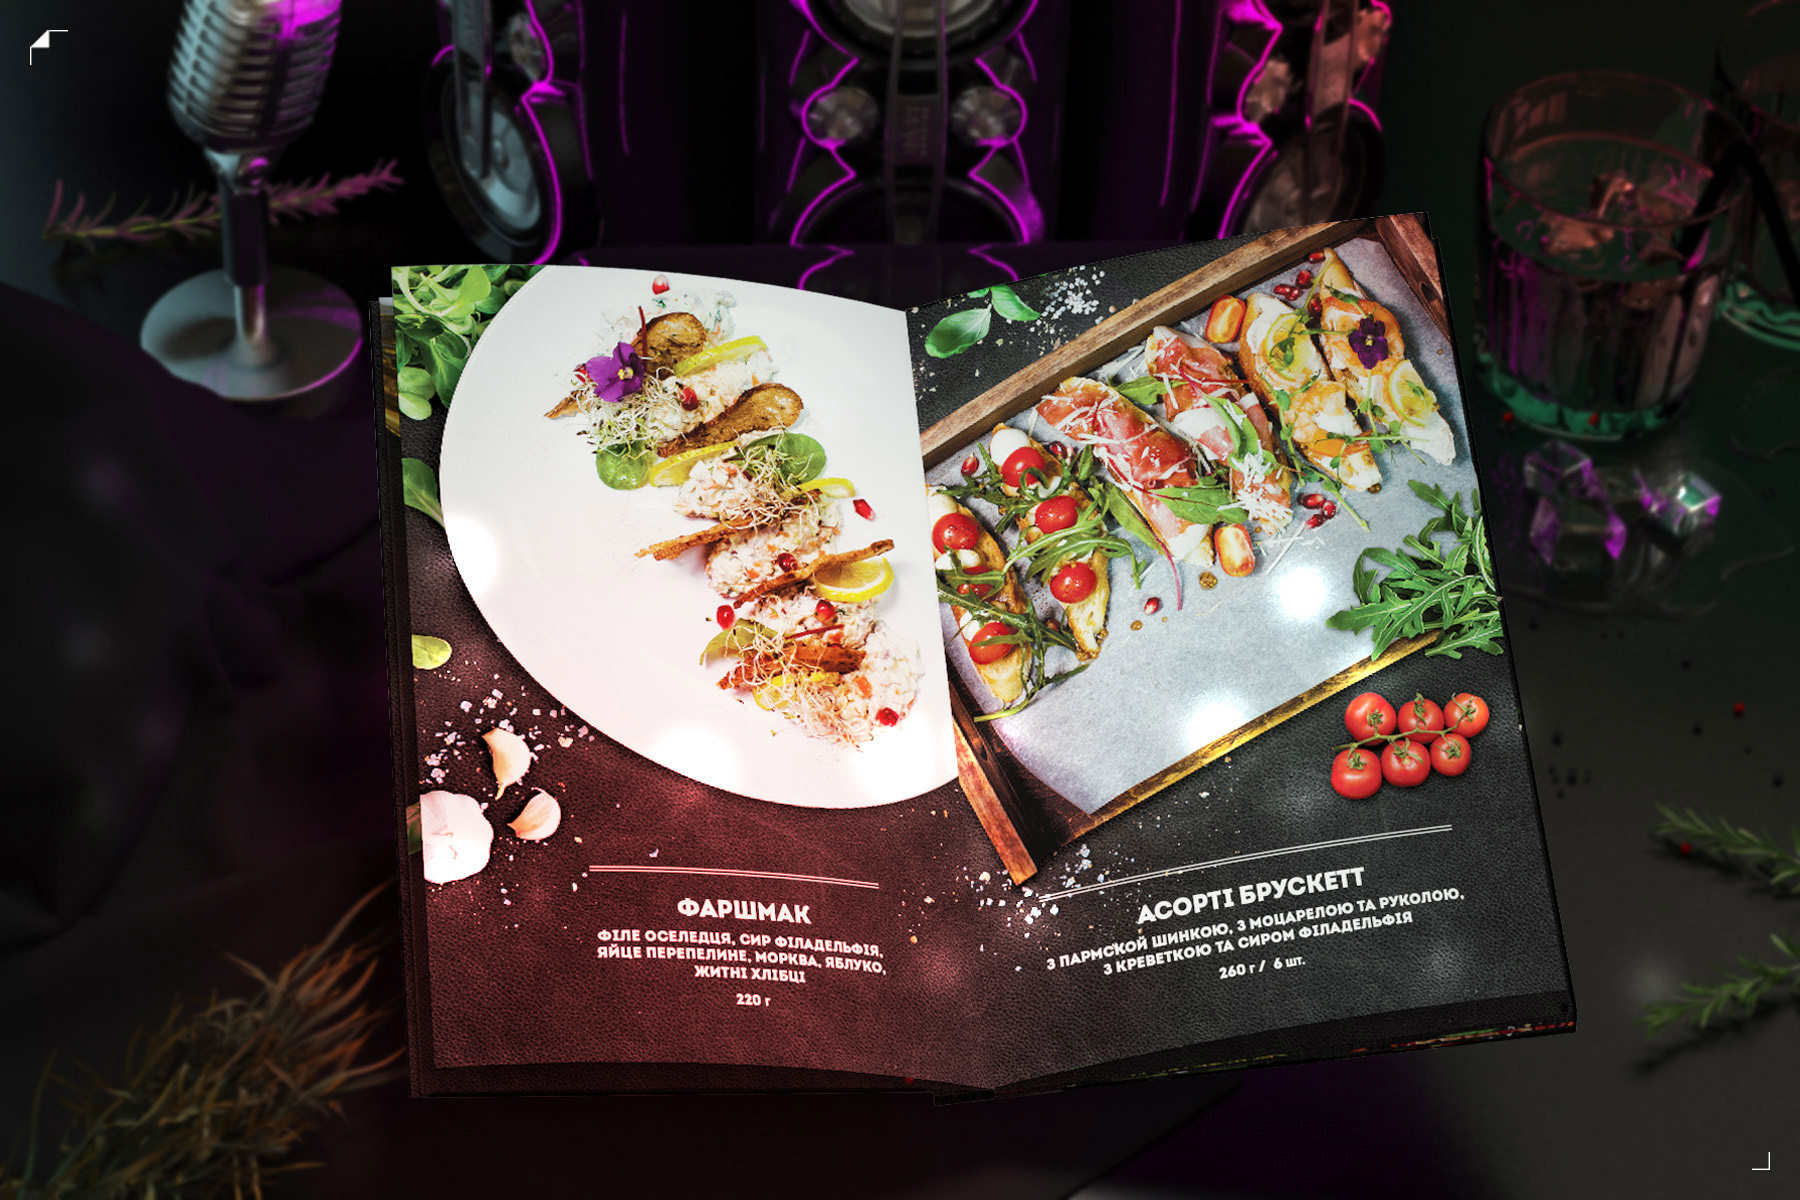 ФАРШМАК
ФІЛЕ ОСЕЛЕДЦЯ, СИР ФІЛАДЕЛЬФІЯ,
ЯЙЦЕ ПЕРЕПЕЛИНЕ, МОРКВА, ЯБЛУКО,
ЖИТНІ ХЛІБЦІ
220 г
АСОРТІ БРУСКЕТТ
З ПАРМСКОЙ ШИНКОЮ, З МОЦАРЕЛОЮ ТА РУКОЛОЮ,
З КРЕВЕТКОЮ ТА СИРОМ ФІЛАДЕЛЬФІЯ
260 г / 6 шт.